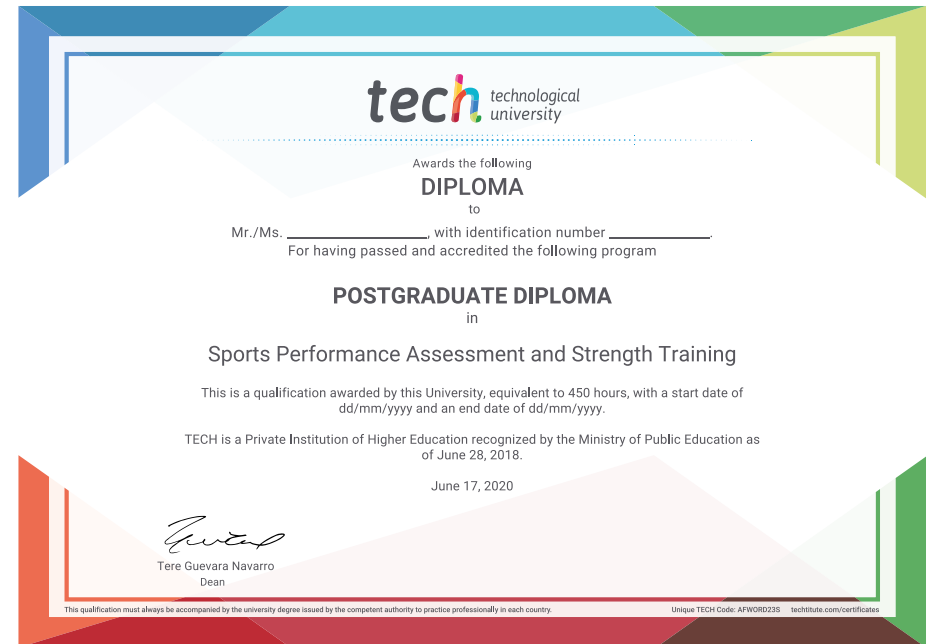 tech technological
university
Awards the following
DIPLOMA
to
Mr./Ms. ____________________, with identification number ______________.
For having passed and accredited the following program
POSTGRADUATE DIPLOMA
in
Sports Performance Assessment and Strength Training
This is a qualification awarded by this University, equivalent to 450 hours, with a start date of
dd/mm/yyyy and an end date of dd/mm/yyyy.
TECH is a Private Institution of Higher Education recognized by the Ministry of Public Education as
of June 28, 2018.
June 17, 2020
Tere Guevara Navarro
Dean
This qualification must always be accompanied by the university degree issued by the competent authority to practice professionally in each country. Unique TECH Code: AFWORD23S techtitute.com/certificates